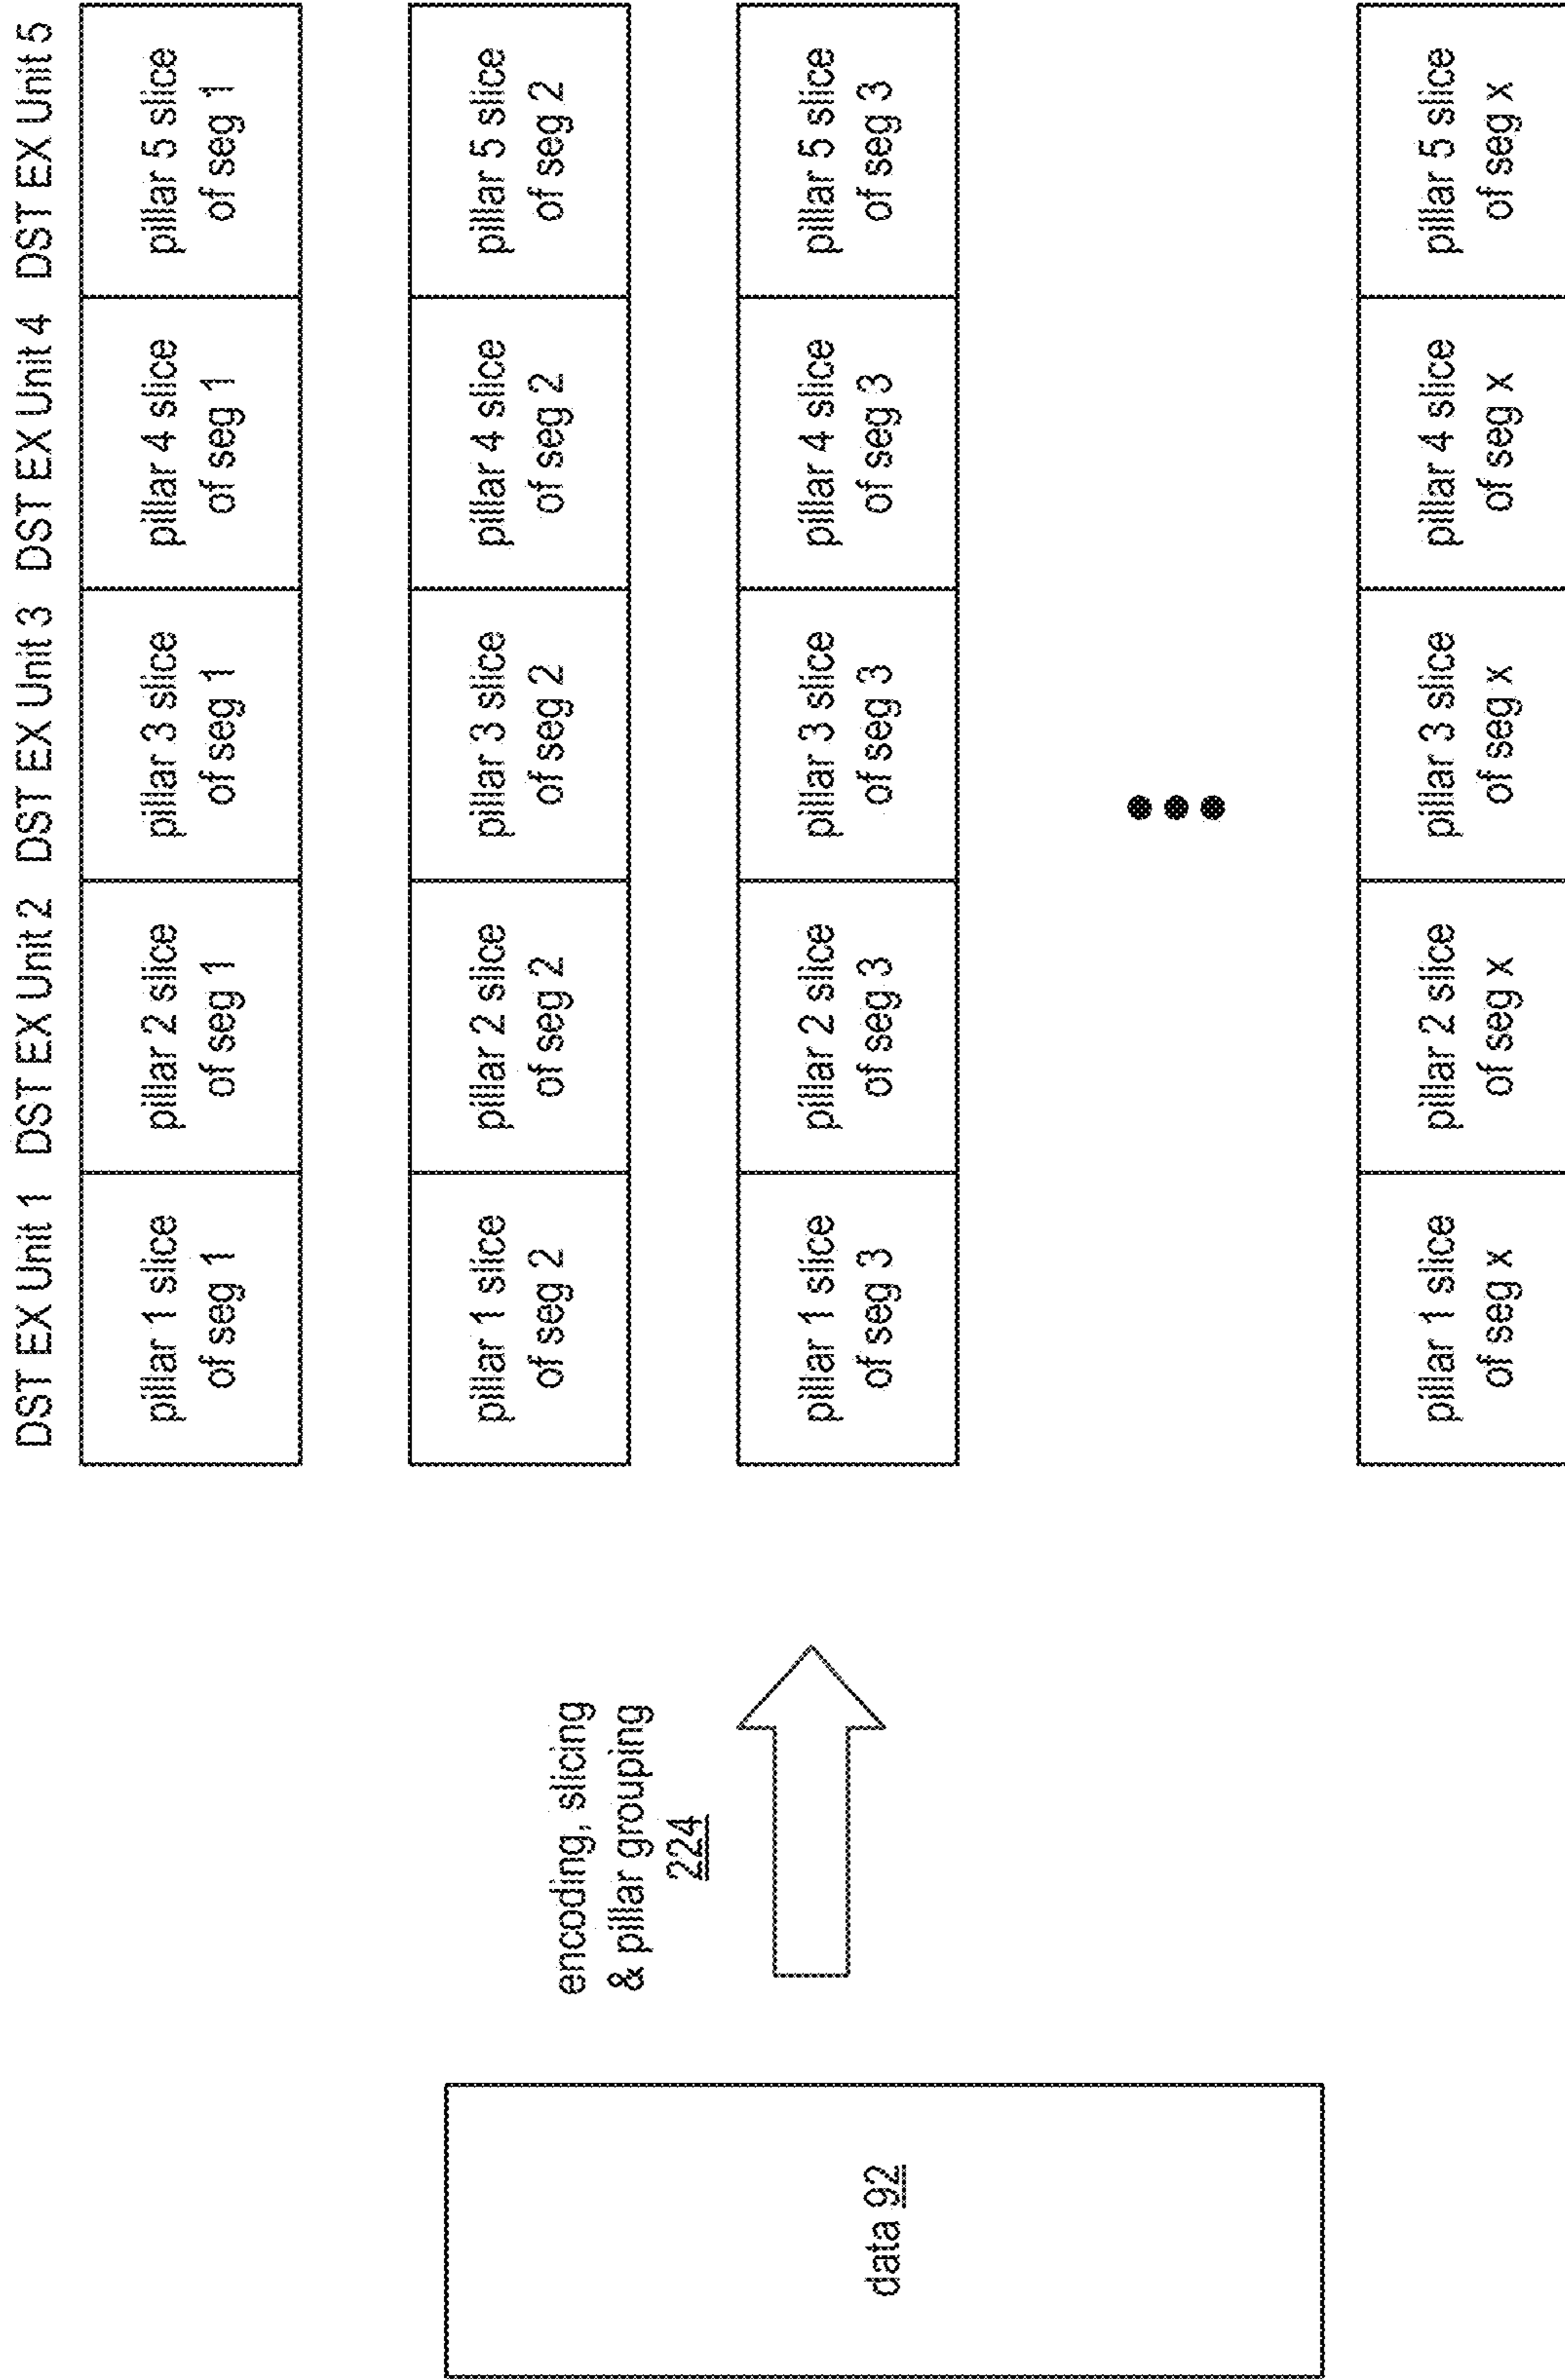 data 92
encoding, slicing
& pillar grouping
224
DST EX Unit 1 DST EX Unit 2 DST EX Unit 3 DST EX Unit 4 DST EX Unit 5
pillar 1 slice
of seg 1
pillar 2 slice
of seg 1
pillar 3 slice
of seg 1
pillar 4 slice
of seg 1
pillar 5 slice
of seg 1
pillar 1 slice
of seg 2
pillar 2 slice
of seg 2
pillar 3 slice
of seg 2
pillar 4 slice
of seg 2
pillar 5 slice
of seg 2
pillar 1 slice
of seg 3
pillar 2 slice
of seg 3
pillar 3 slice
of seg 3
pillar 4 slice
of seg 3
pillar 5 slice
of seg 3
pillar 1 slice
of seg x
pillar 2 slice
of seg x
pillar 3 slice
of seg x
pillar 4 slice
of seg x
pillar 5 slice
of seg x